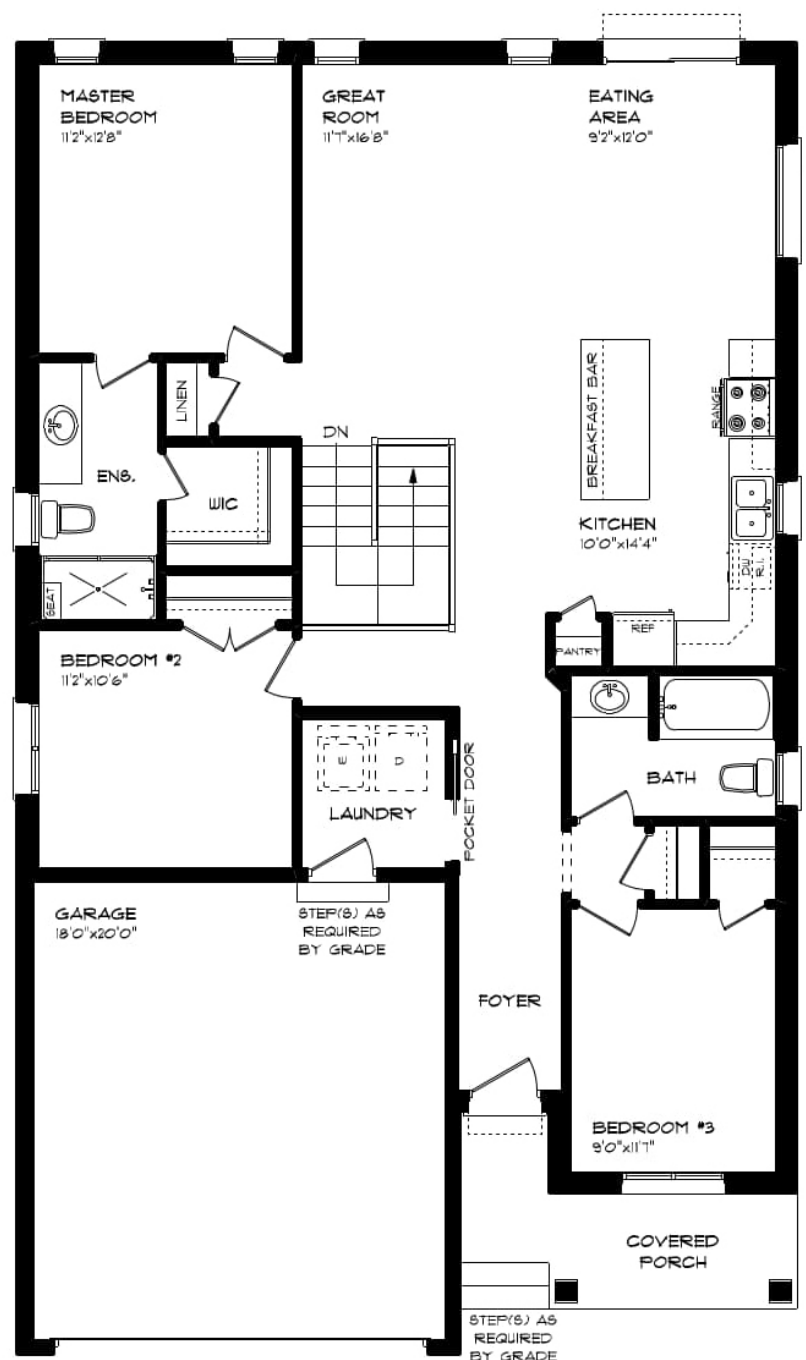 MASTER
BEDROOM
11'2"x12'8"
GREAT
ROOM
11'7"x16'8"
EATING
AREA
9'2"x12'0"
LINEN
DN
BREAKFAST BAR
RANGE
ENS.
WIC
KITCHEN
10'0"x14'4"
DW
R.I.
SEAT
REF
PANTRY
BEDROOM #2
11'2"x10'6"
D
LAUNDRY
POCKET DOOR
BATH
GARAGE
18'0"x20'0"
STEP(S) AS
REQUIRED
BY GRADE
FOYER
BEDROOM #3
9'0"x11'7"
COVERED
PORCH
STEP(S) AS
REQUIRED
BY GRADE